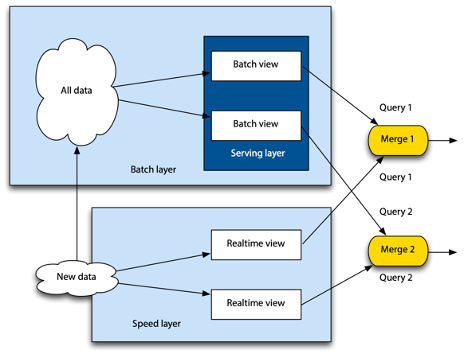 Batch view
All data
Query 1
Batch view
Merge 1
Serving layer
Batch layer
Query 1
Query 2
Realtime view
Merge 2
New data
Query 2
Realtime view
Speed layer